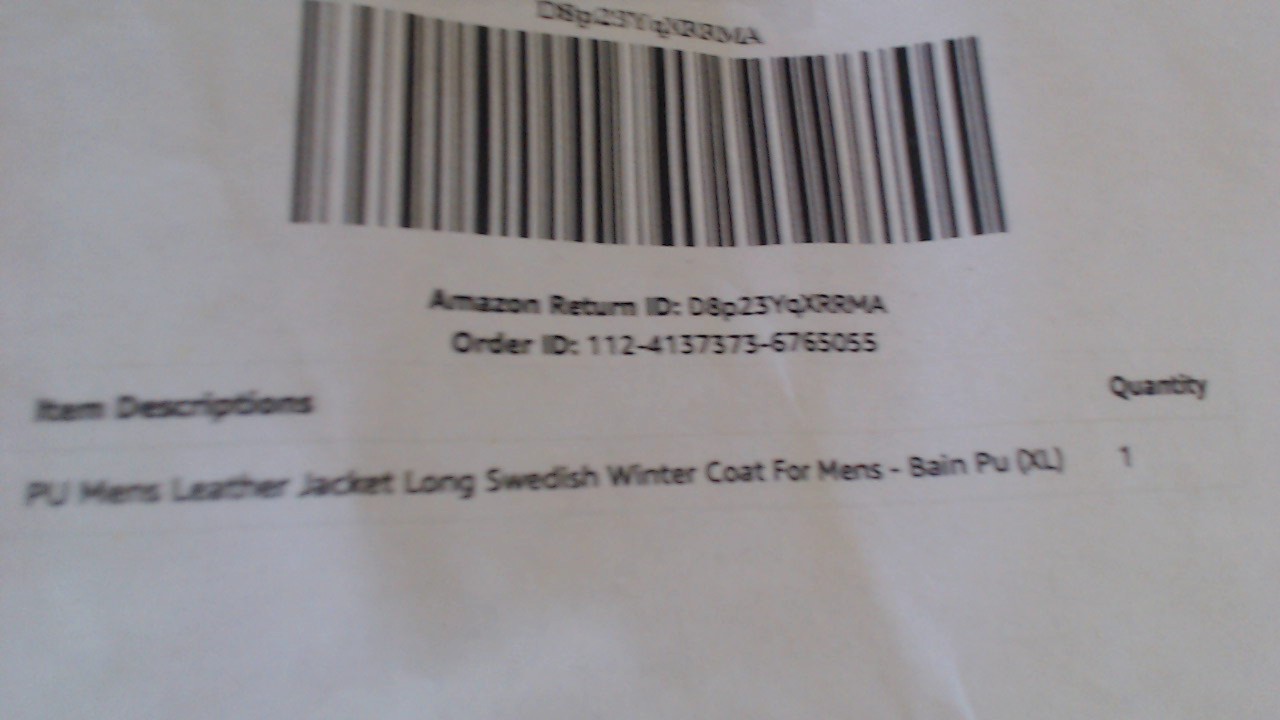 D8p23YqXRRMA
Amazon Return ID: D8p23YqXRRMA
Order ID: 112-4137373-6765055
Item Descriptions Quantity
PU Mens Leather Jacket Long Swedish Winter Coat For Mens - Bain Pu (XL) 1